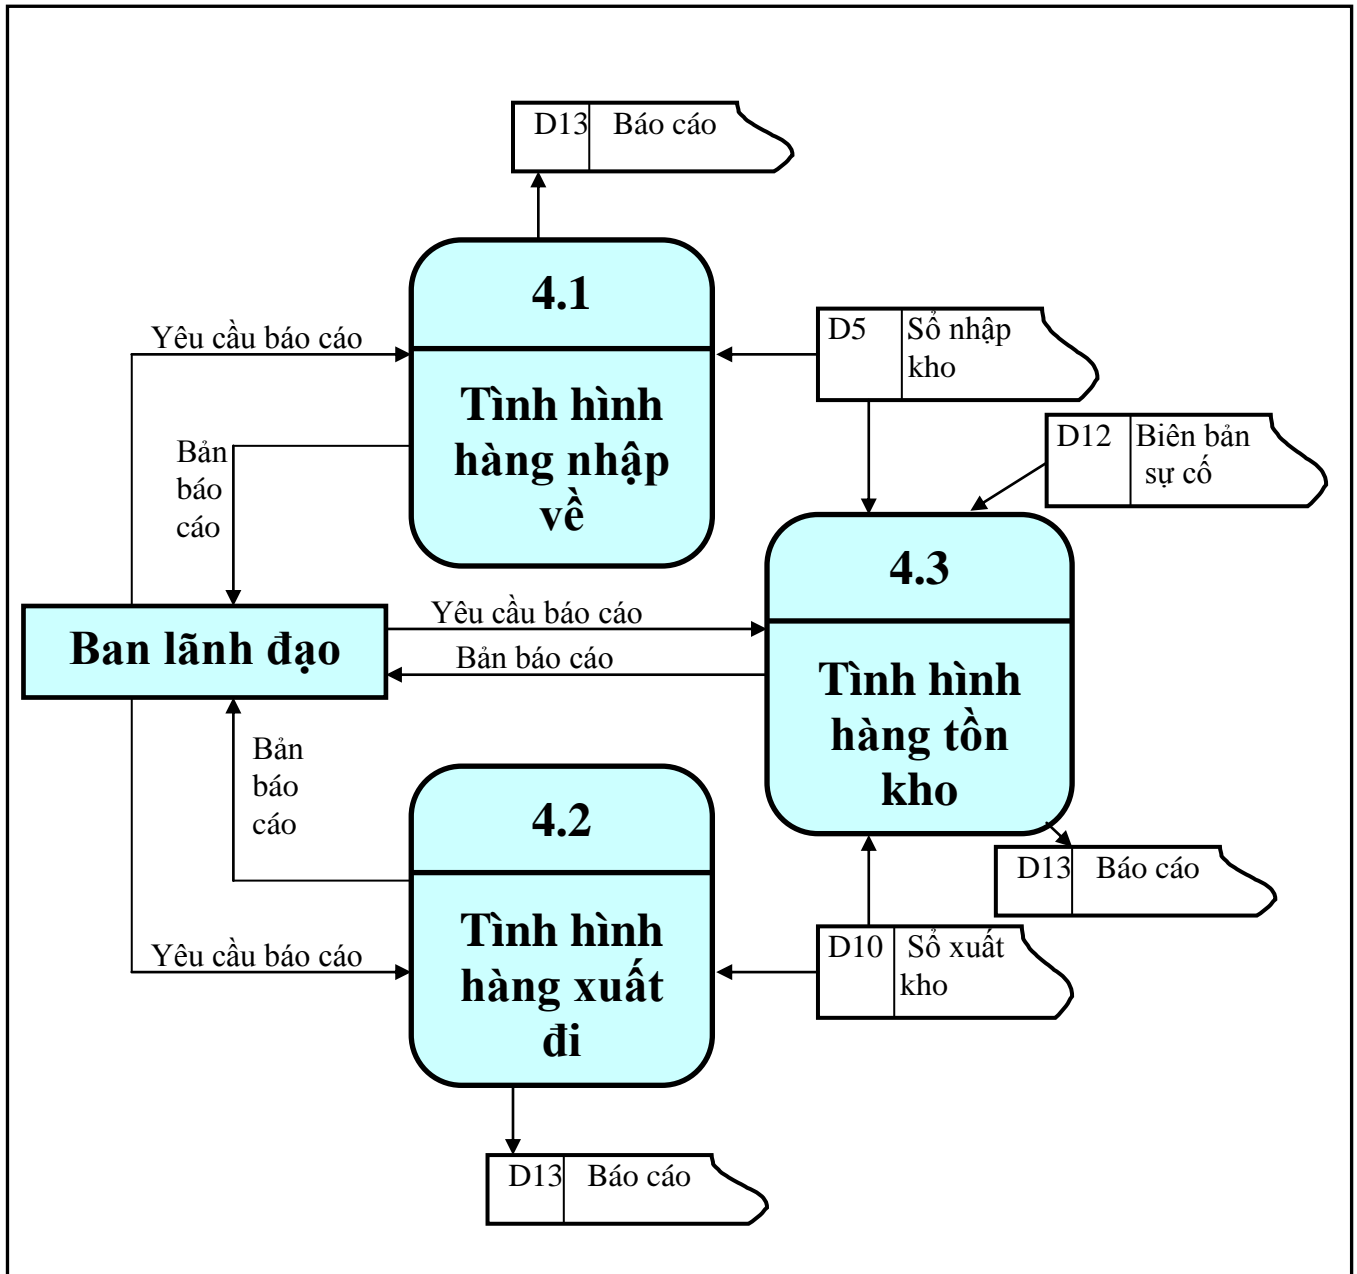 D13 Báo cáo
4.1
Yêu cầu báo cáo
D5 Sổ nhập
kho
Tình hình
hàng nhập
về
Bản
báo
cáo
D12 Biên bản
sự cố
4.3
Yêu cầu báo cáo
Ban lãnh đạo
Bản báo cáo
Tình hình
hàng tồn
kho
Bản
báo
cáo
4.2
D13 Báo cáo
Tình hình
hàng xuất
đi
Yêu cầu báo cáo
D10 Sổ xuất
kho
D13 Báo cáo